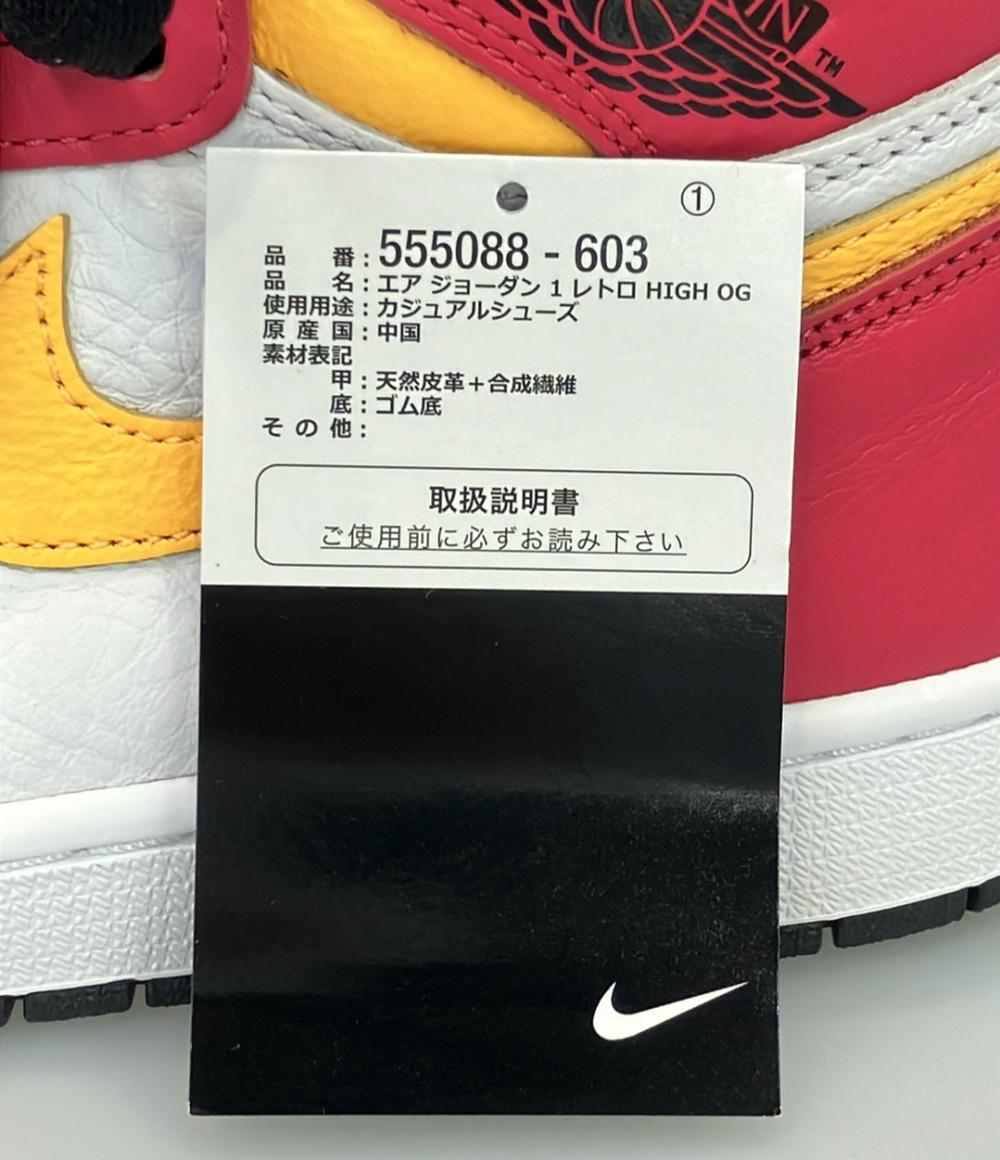 TM
①
品 番：555088 - 603
品 名：エア ジョーダン 1 レトロ HIGH OG
使用用途：カジュアルシューズ
原産国：中国
素材表記
甲：天然皮革＋合成繊維
底：ゴム底
その他：
取扱説明書
ご使用前に必ずお読み下さい